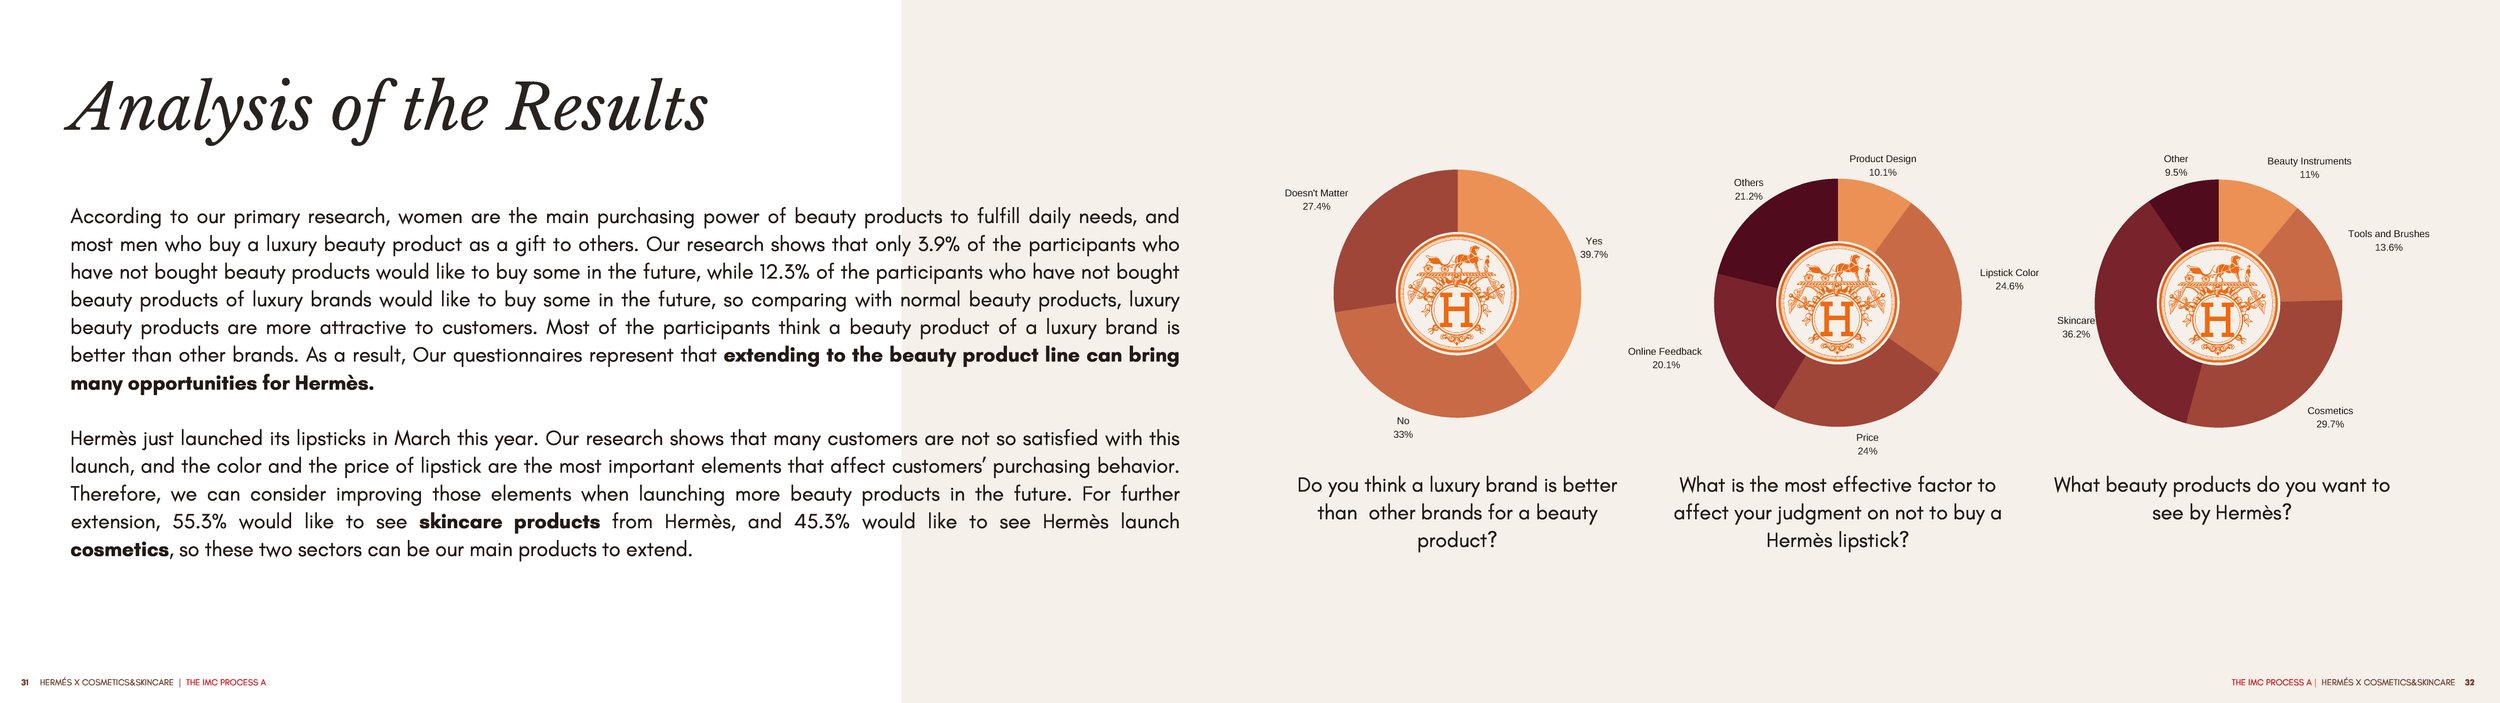 Analysis of the Results
According to our primary research, women are the main purchasing power of beauty products to fulfill daily needs, and
most men who buy a luxury beauty product as a gift to others. Our research shows that only 3.9% of the participants who
have not bought beauty products would like to buy some in the future, while 12.3% of the participants who have not bought
beauty products of luxury brands would like to buy some in the future, so comparing with normal beauty products, luxury
beauty products are more attractive to customers. Most of the participants think a beauty product of a luxury brand is
better than other brands. As a result, Our questionnaires represent that extending to the beauty product line can bring
many opportunities for Hermès.
Hermès just launched its lipsticks in March this year. Our research shows that many customers are not so satisfied with this
launch, and the color and the price of lipstick are the most important elements that affect customers’ purchasing behavior.
Therefore, we can consider improving those elements when launching more beauty products in the future. For further
extension, 55.3% would like to see skincare products from Hermès, and 45.3% would like to see Hermès launch
cosmetics, so these two sectors can be our main products to extend.
Doesn't Matter
27.4%
Yes
39.7%
No
33%
H
Do you think a luxury brand is better
than other brands for a beauty
product?
Product Design
10.1%
Others
21.2%
Lipstick Color
24.6%
Online Feedback
20.1%
Price
24%
H
What is the most effective factor to
affect your judgment on not to buy a
Hermès lipstick?
Other
9.5%
Beauty Instruments
11%
Tools and Brushes
13.6%
Skincare
36.2%
Cosmetics
29.7%
H
What beauty products do you want to
see by Hermès?
31 HERMÉS X COSMETICS&SKINCARE | THE IMC PROCESS A
THE IMC PROCESS A | HERMÉS X COSMETICS&SKINCARE 32